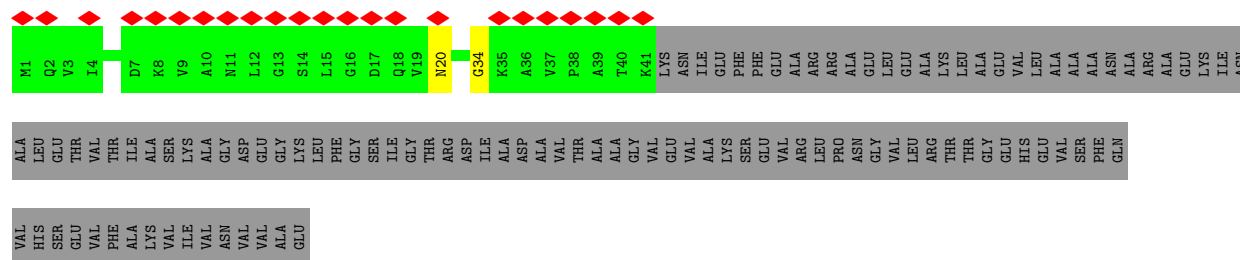 M1 Q2 V3 I4 D7 K8 V9 A10 N11 L12 G13 S14 L15 G16 D17 Q18 V19 N20 G34 K35 A36 V37 P38 A39 T40 K41 LYS ASN ILE GLU PHE PHE GLU ALA ARG ARG ALA GLU LEU GLU ALA LYS LEU ALA GLU VAL LEU ALA ALA ALA ASN ALA ARG ALA GLU LYS ILE ASN
ALA LEU GLU THR VAL THR ILE ALA SER LYS ALA GLY ASP GLU GLY LYS LEU PHE GLY SER ILE GLY THR ARG ASP ILE ALA ASP ALA VAL THR ALA ALA GLY VAL GLU VAL ALA LYS SER GLU VAL ARG LEU PRO ASN GLY VAL LEU ARG THR THR GLY GLU HIS GLU VAL SER PHE GLN
VAL HIS SER GLU VAL PHE ALA LYS VAL ILE VAL ASN VAL VAL ALA GLU